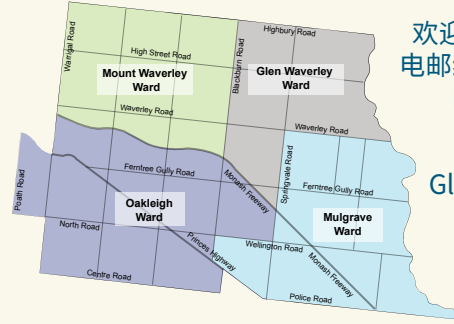 Highbury Road
欢迎
Warrigal Road
High Street Road
Blackburn Road
电邮
Mount Waverley
Ward
Glen Waverley
Ward
Waverley Road
Waverley Road
Springvale Road
Ferntree Gully Road
Monash Freeway
Ferntree Gully Road
Gl
Poath Road
Oakleigh
Ward
Mulgrave
Ward
North Road
Princes Highway
Wellington Road
Monash Freeway
Centre Road
Police Road